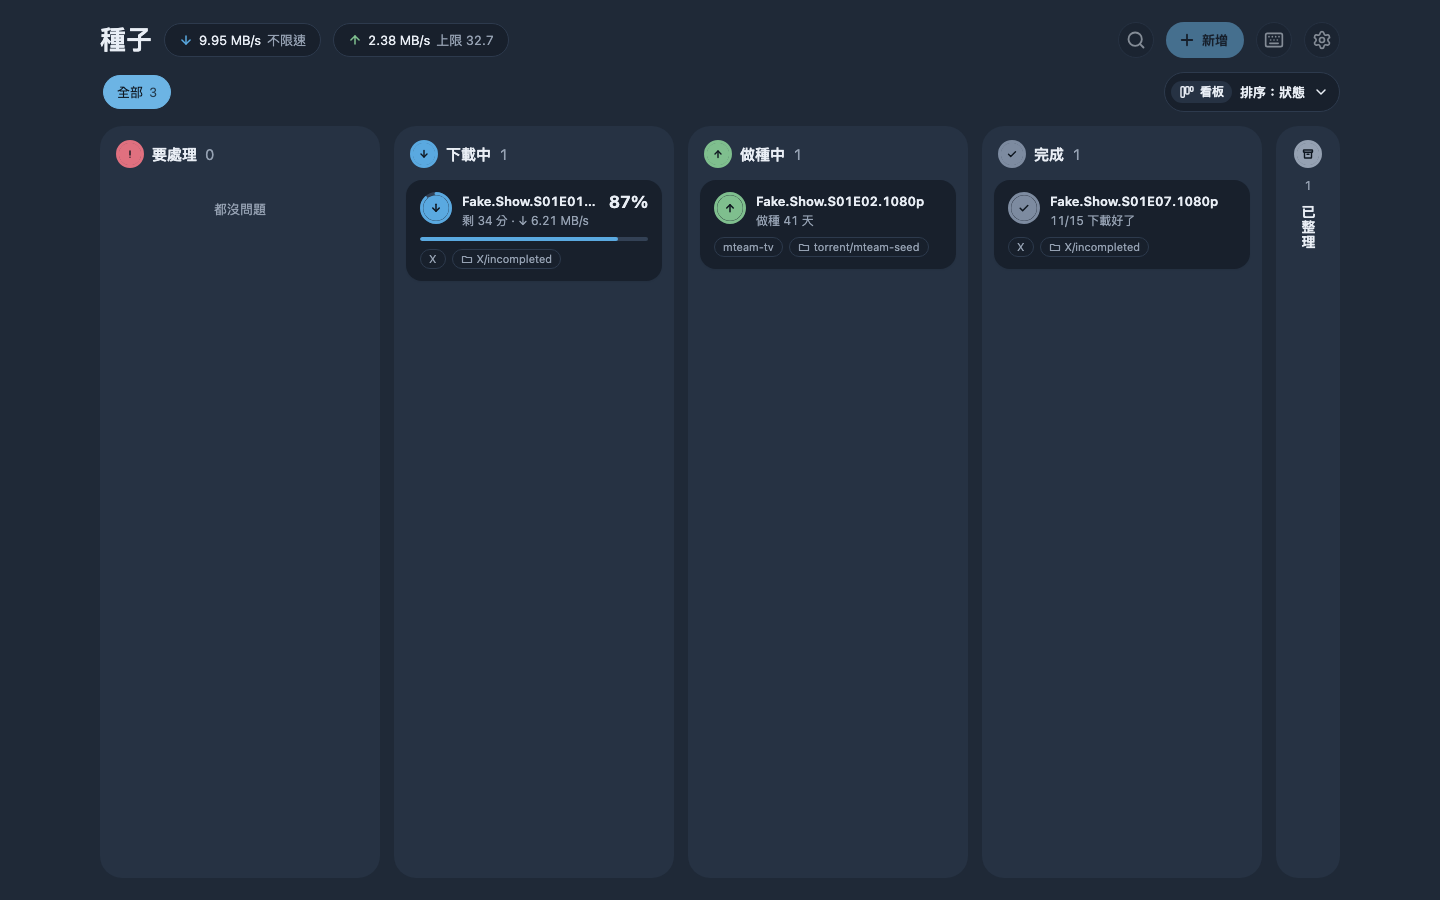 種子
9.95 MB/s 不限速
2.38 MB/s 上限 32.7
新增
全部 3
看板
排序：狀態
要處理 0
都沒問題
下載中 1
Fake.Show.S01E01... 87%
剩 34 分 · ↓ 6.21 MB/s
X
X/incompleted
做種中 1
Fake.Show.S01E02.1080p
做種 41 天
mteam-tv
torrent/mteam-seed
完成 1
Fake.Show.S01E07.1080p
11/15 下載好了
X
X/incompleted
1
已整理